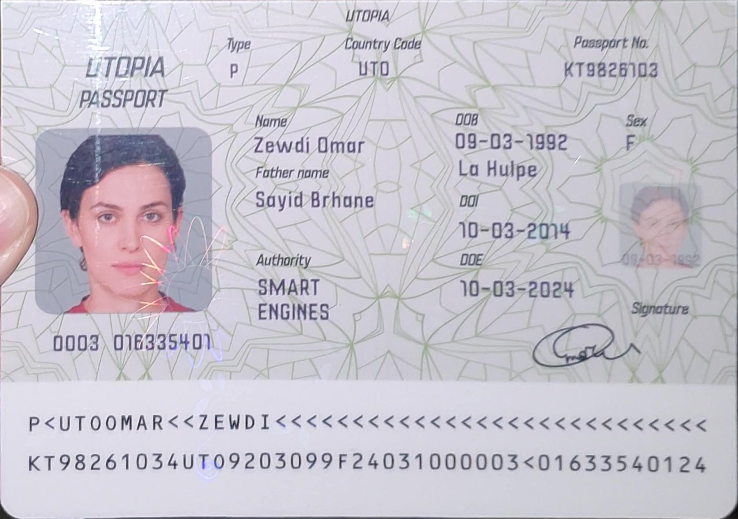 UTOPIA
UTOPIA
PASSPORT
Type
P
Country Code
UTO
Passport No.
KT9826103
Name
Zewdi Omar
DOB
09-03-1992
Sex
F
Father name
Sayid Brhane
La Hulpe
DOI
10-03-2014
Authority
SMART
ENGINES
DOE
10-03-2024
09-03-1992
Signature
0003 016335401
P<UTOOMAR<<ZEWDI<<<<<<<<<<<<<<<<<<<<<<<<<<<<
KT98261034UTO9203099F24031000003<01633540124